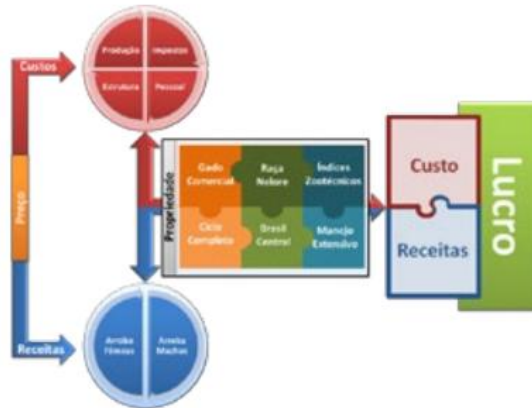 Custos
Produção
Impostos
Estrutura
Pessoal
Preço
Propriedade
Gado
Comercial
Raça
Nelore
Índices
Zootécnicos
Ciclo
Completo
Brasil
Central
Manejo
Extensivo
Custo
Receitas
Lucro
Receitas
Arroba
Fêmeas
Arroba
Machos